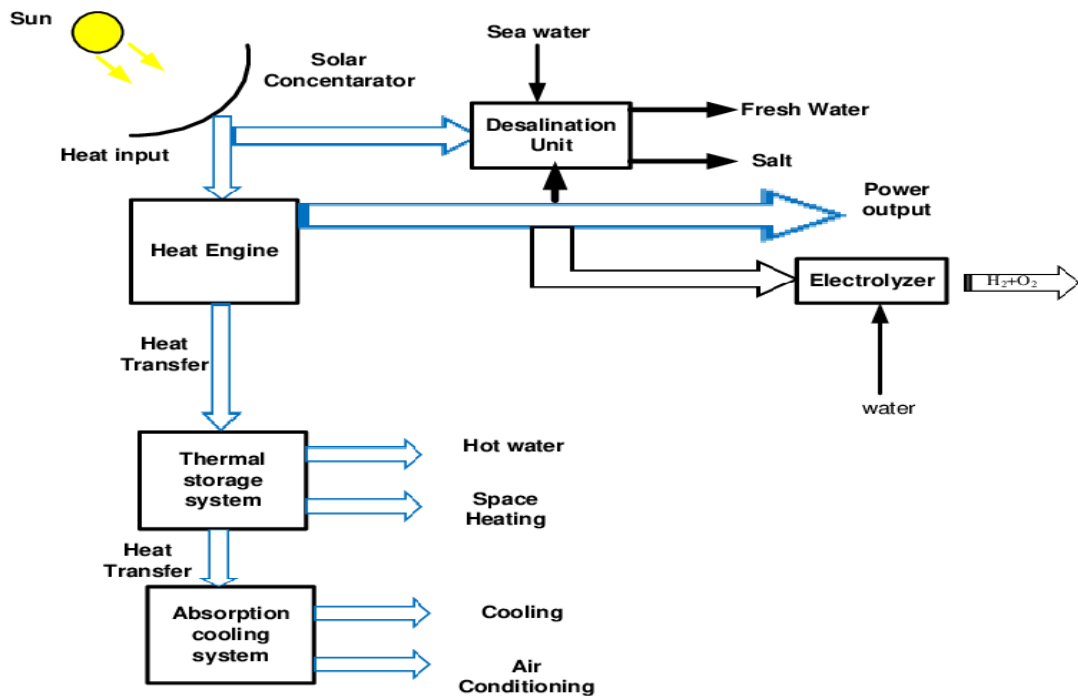 Sun
Solar
Concentarator
Heat input
Sea water
Desalination
Unit
Fresh Water
Salt
Power
output
Heat Engine
Electrolyzer
H₂+O₂
water
Heat
Transfer
Thermal
storage
system
Hot water
Space
Heating
Heat
Transfer
Absorption
cooling
system
Cooling
Air
Conditioning